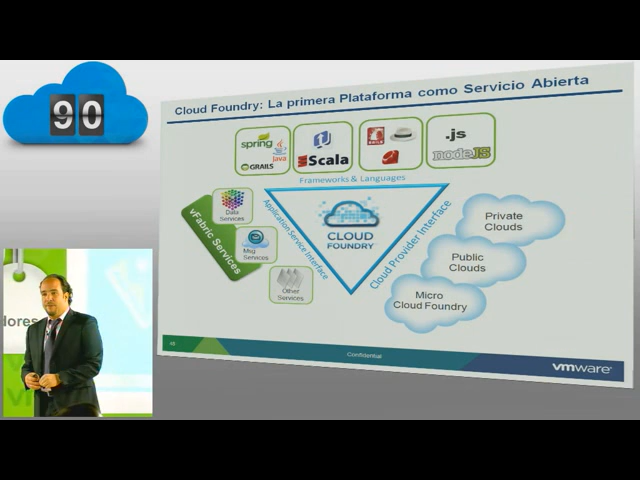 90
Cloud Foundry: La primera Plataforma como Servicio Abierta
spring
Java
GRAILS
Scala
.js
nodeJS
Frameworks & Languages
vFabric Services
Data
Services
Msg
Services
Other
Services
Application Service Interface
CLOUD
FOUNDRY
Cloud Provider Interface
Private
Clouds
Public
Clouds
Micro
Cloud Foundry
Confidential
vmware
lores